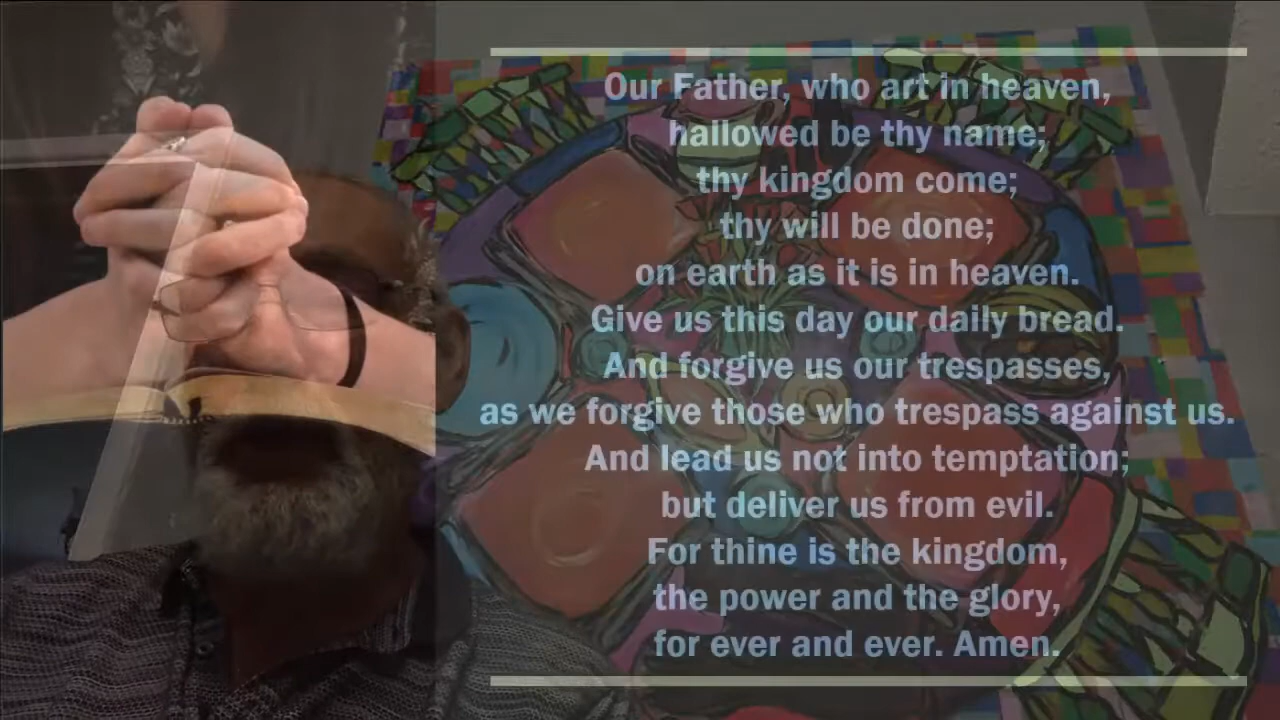 Our Father, who art in heaven,
hallowed be thy name;
thy kingdom come;
thy will be done;
on earth as it is in heaven.
Give us this day our daily bread.
And forgive us our trespasses,
as we forgive those who trespass against us.
And lead us not into temptation;
but deliver us from evil.
For thine is the kingdom,
the power and the glory,
for ever and ever. Amen.